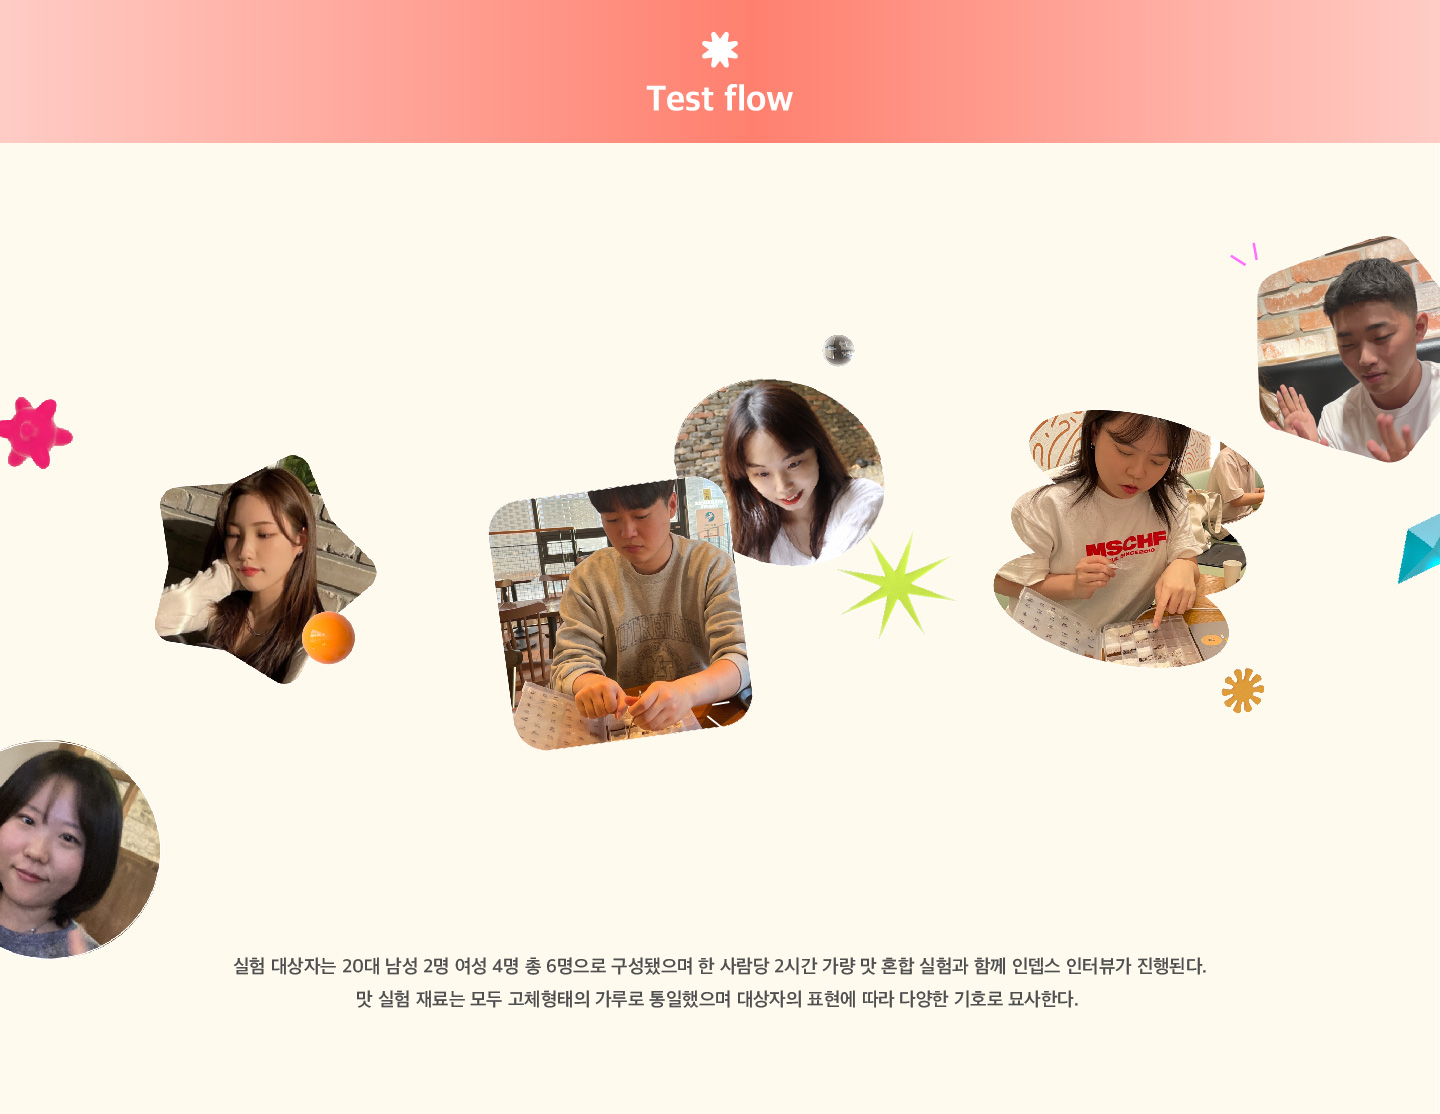 Test flow
MSCHF
실험 대상자는 20대 남성 2명 여성 4명 총 6명으로 구성됐으며 한 사람당 2시간 가량 맛 혼합 실험과 함께 인뎁스 인터뷰가 진행된다.
맛 실험 재료는 모두 고체형태의 가루로 통일했으며 대상자의 표현에 따라 다양한 기호로 묘사한다.